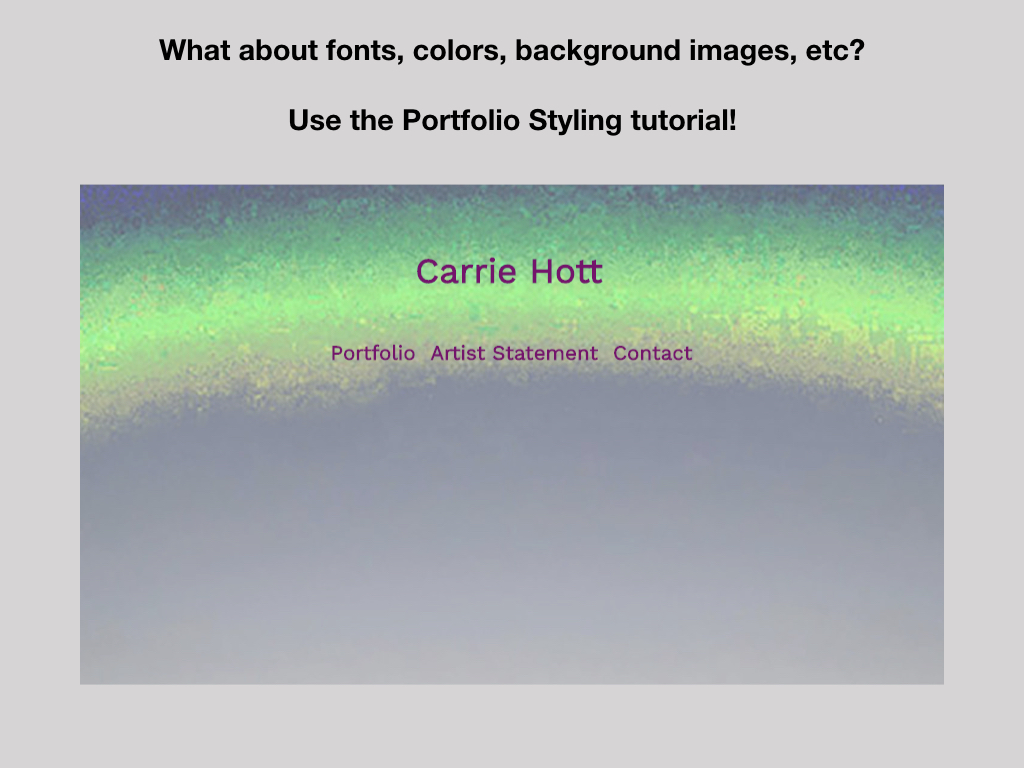 What about fonts, colors, background images, etc?
Use the Portfolio Styling tutorial!
Carrie Hott
Portfolio Artist Statement Contact